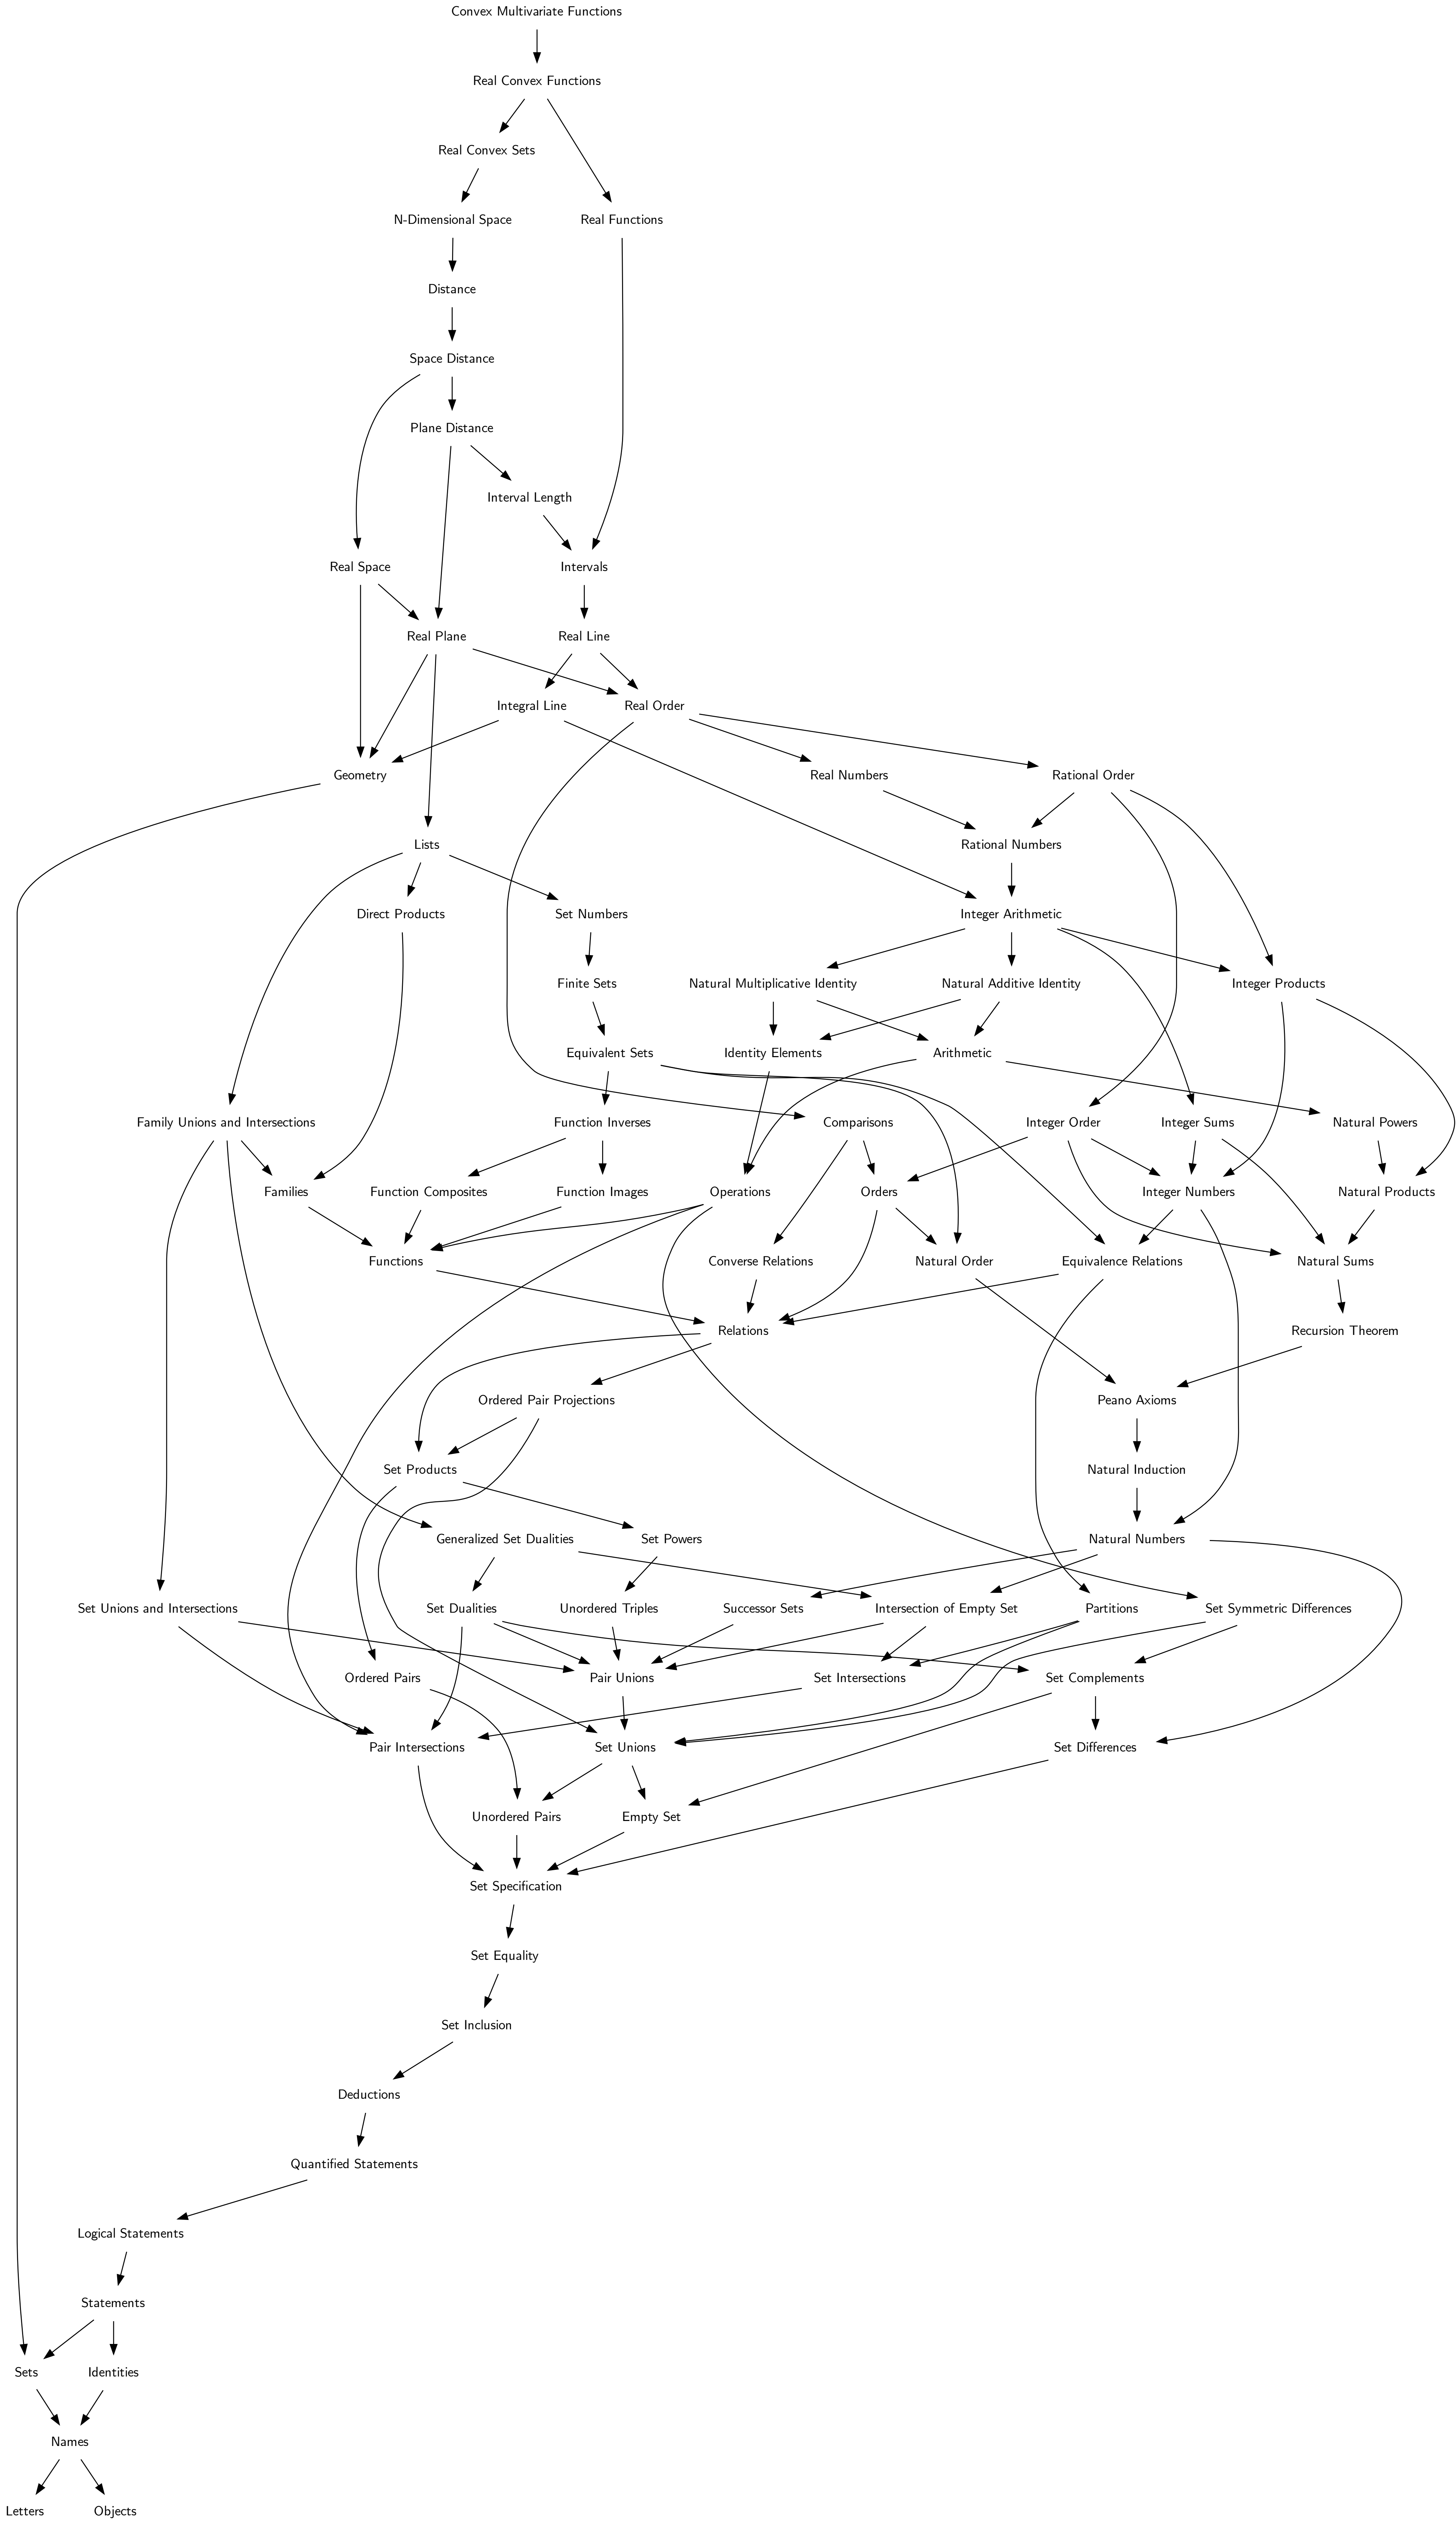 Convex Multivariate Functions
Real Convex Functions
Real Convex Sets
N-Dimensional Space
Real Functions
Distance
Space Distance
Plane Distance
Interval Length
Real Space
Intervals
Real Plane
Real Line
Integral Line
Real Order
Geometry
Real Numbers
Rational Order
Lists
Rational Numbers
Direct Products
Set Numbers
Integer Arithmetic
Finite Sets
Natural Multiplicative Identity
Natural Additive Identity
Integer Products
Equivalent Sets
Identity Elements
Arithmetic
Family Unions and Intersections
Function Inverses
Comparisons
Integer Order
Integer Sums
Natural Powers
Families
Function Composites
Function Images
Operations
Orders
Integer Numbers
Natural Products
Functions
Converse Relations
Natural Order
Equivalence Relations
Natural Sums
Relations
Recursion Theorem
Ordered Pair Projections
Peano Axioms
Set Products
Natural Induction
Generalized Set Dualities
Set Powers
Natural Numbers
Set Unions and Intersections
Set Dualities
Unordered Triples
Successor Sets
Intersection of Empty Set
Partitions
Set Symmetric Differences
Ordered Pairs
Pair Unions
Set Intersections
Set Complements
Pair Intersections
Set Unions
Set Differences
Unordered Pairs
Empty Set
Set Specification
Set Equality
Set Inclusion
Deductions
Quantified Statements
Logical Statements
Statements
Sets
Identities
Names
Letters
Objects